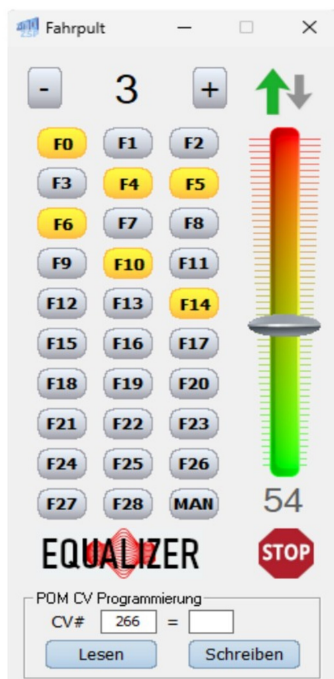 Fahrpult
- 3 +
F0 F1 F2
F3 F4 F5
F6 F7 F8
F9 F10 F11
F12 F13 F14
F15 F16 F17
F18 F19 F20
F21 F22 F23
F24 F25 F26
F27 F28 MAN
54
EQUALIZER
STOP
POM CV Programmierung
CV# 266 =
Lesen Schreiben